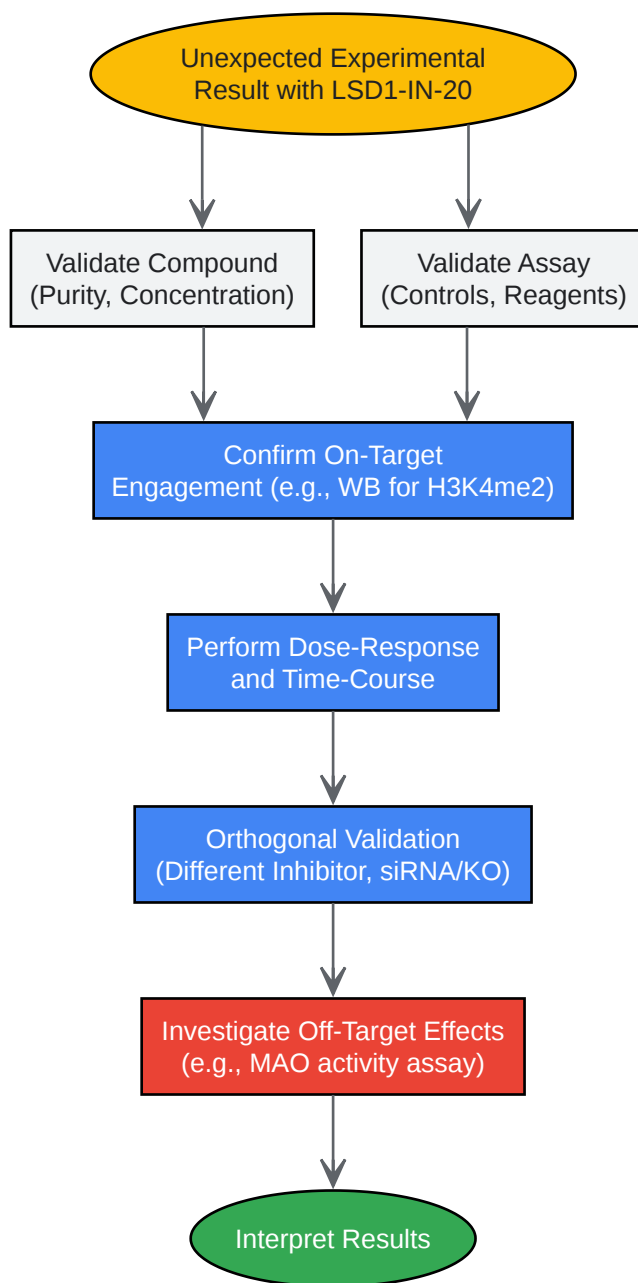 Unexpected Experimental
Result with LSD1-IN-20
Validate Compound
(Purity, Concentration)
Validate Assay
(Controls, Reagents)
Confirm On-Target
Engagement (e.g., WB for H3K4me2)
Perform Dose-Response
and Time-Course
Orthogonal Validation
(Different Inhibitor, siRNA/KO)
Investigate Off-Target Effects
(e.g., MAO activity assay)
Interpret Results